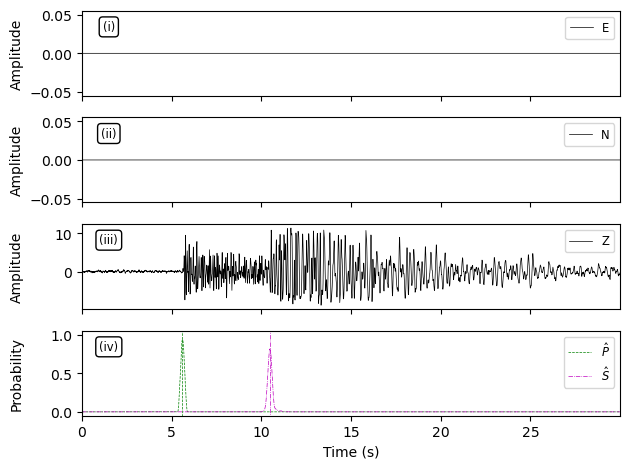 0.05
(i)
E
Amplitude
0.00
−0.05
0.05
(ii)
N
Amplitude
0.00
−0.05
10
(iii)
Z
Amplitude
0
1.0
(iv)
P̂
Ŝ
Probability
0.5
0.0
0 5 10 15 20 25
Time (s)